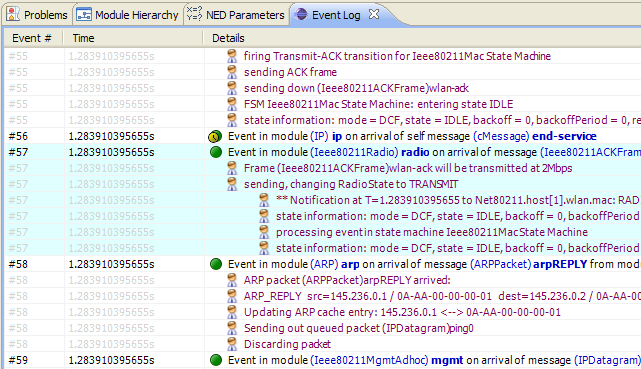 Problems Module Hierarchy NED Parameters Event Log
Event # Time Details
#55 1.283910395655s firing Transmit-ACK transition for Ieee80211Mac State Machine
#55 1.283910395655s sending ACK frame
#55 1.283910395655s sending down (Ieee80211ACKFrame)wlan-ack
#55 1.283910395655s FSM Ieee80211Mac State Machine: entering state IDLE
#55 1.283910395655s state information: mode = DCF, state = IDLE, backoff = 0, backoffPeriod = 0, re
#56 1.283910395655s Event in module (IP) ip on arrival of self message (cMessage) end-service
#57 1.283910395655s Event in module (Ieee80211Radio) radio on arrival of message (Ieee80211ACKFram
#57 1.283910395655s Frame (Ieee80211ACKFrame)wlan-ack will be transmitted at 2Mbps
#57 1.283910395655s sending, changing RadioState to TRANSMIT
#57 1.283910395655s ** Notification at T=1.283910395655 to Net80211.host[1].wlan.mac: RAD
#57 1.283910395655s state information: mode = DCF, state = IDLE, backoff = 0, backoffPeriod
#57 1.283910395655s processing event in state machine Ieee80211Mac State Machine
#57 1.283910395655s state information: mode = DCF, state = IDLE, backoff = 0, backoffPeriod
#58 1.283910395655s Event in module (ARP) arp on arrival of message (ARPPacket) arpREPLY from mod
#58 1.283910395655s ARP packet (ARPPacket)arpREPLY arrived:
#58 1.283910395655s ARP_REPLY src=145.236.0.1 / 0A-AA-00-00-00-01 dest=145.236.0.2 / 0A-AA-0
#58 1.283910395655s Updating ARP cache entry: 145.236.0.1 <--> 0A-AA-00-00-00-01
#58 1.283910395655s Sending out queued packet (IPDatagram)ping0
#58 1.283910395655s Discarding packet
#59 1.283910395655s Event in module (Ieee80211MgmtAdhoc) mgmt on arrival of message (IPDatagram)